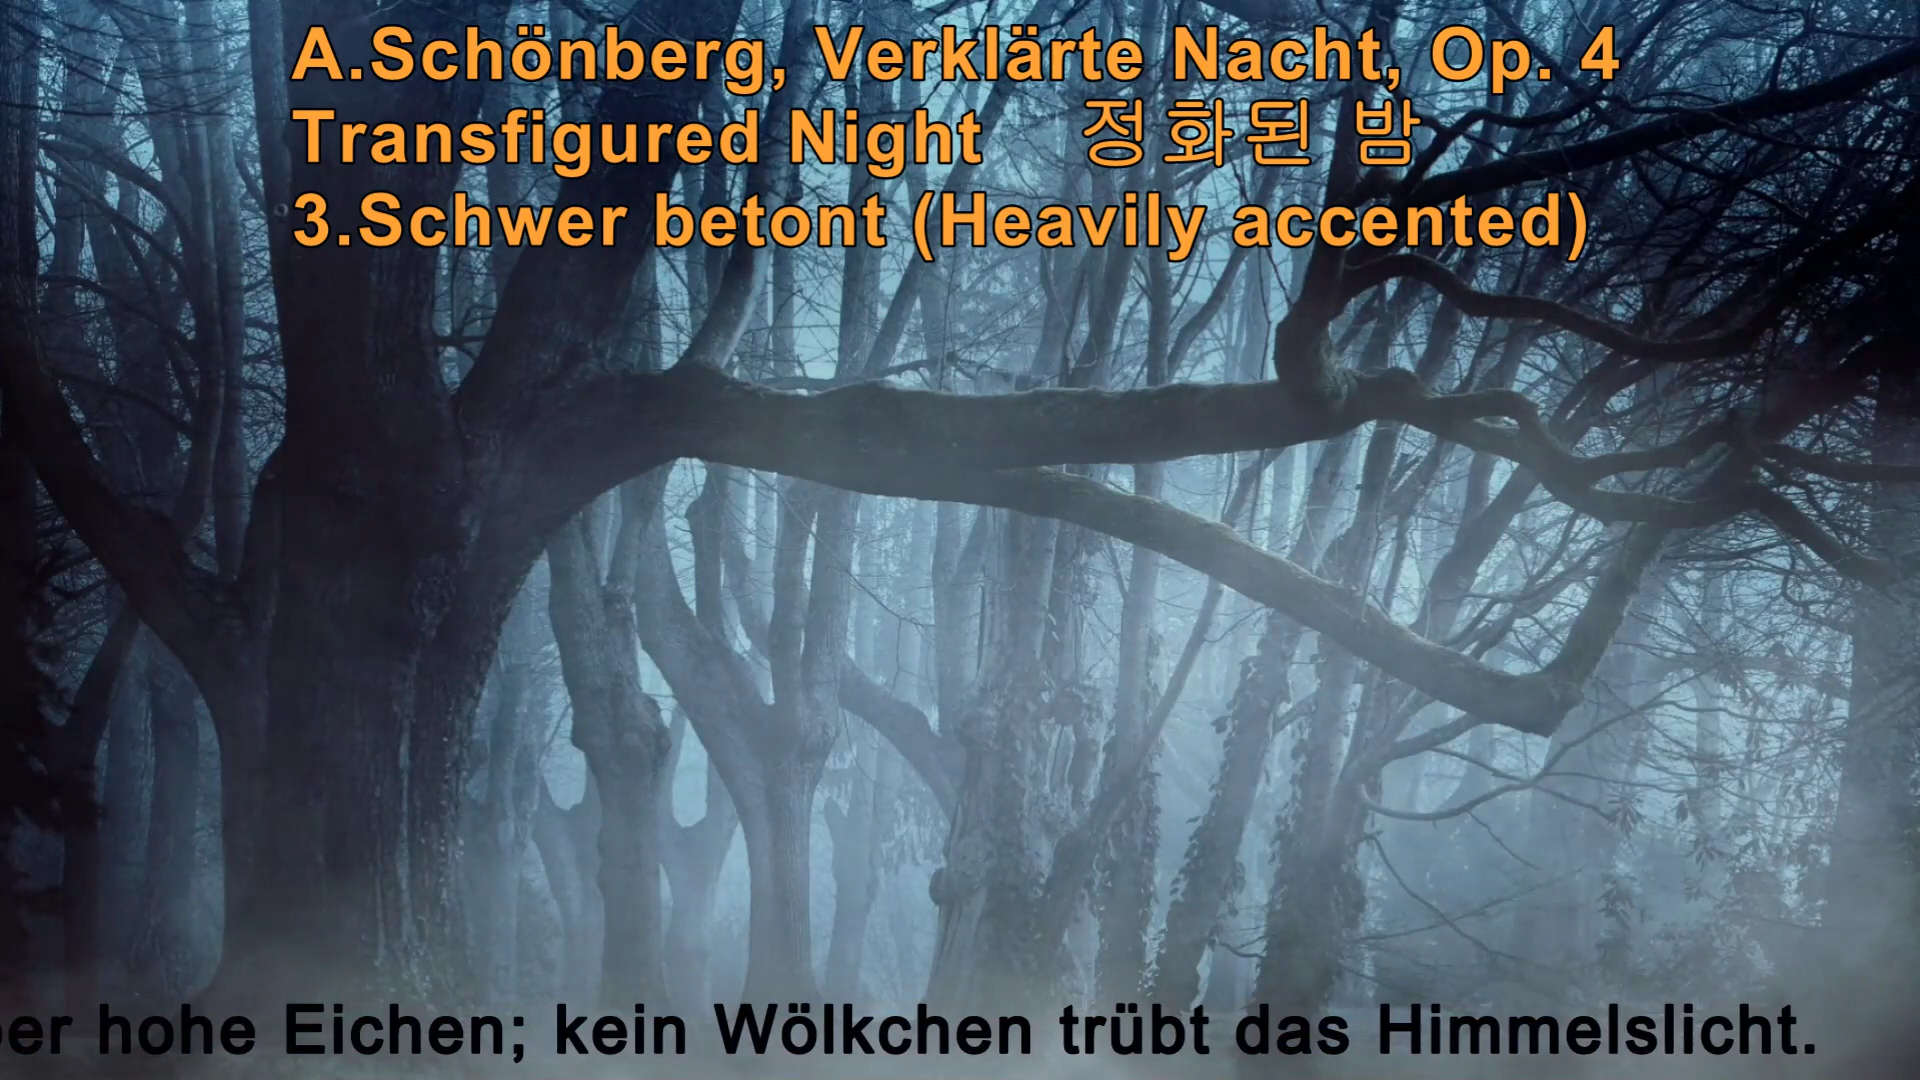 A.Schönberg, Verklärte Nacht, Op. 4
Transfigured Night 정화된 밤
3.Schwer betont (Heavily accented)
hohe Eichen; kein Wölkchen trübt das Himmelslicht.